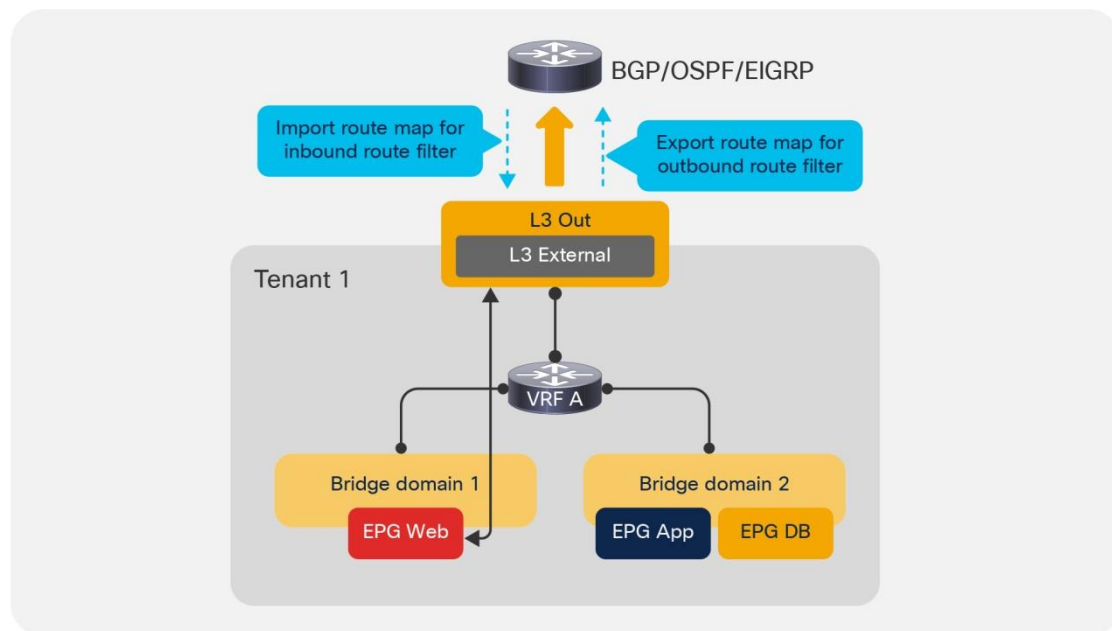 BGP/OSPF/EIGRP
Import route map for
inbound route filter
Export route map for
outbound route filter
L3 Out
L3 External
Tenant 1
VRF A
Bridge domain 1
EPG Web
Bridge domain 2
EPG App
EPG DB